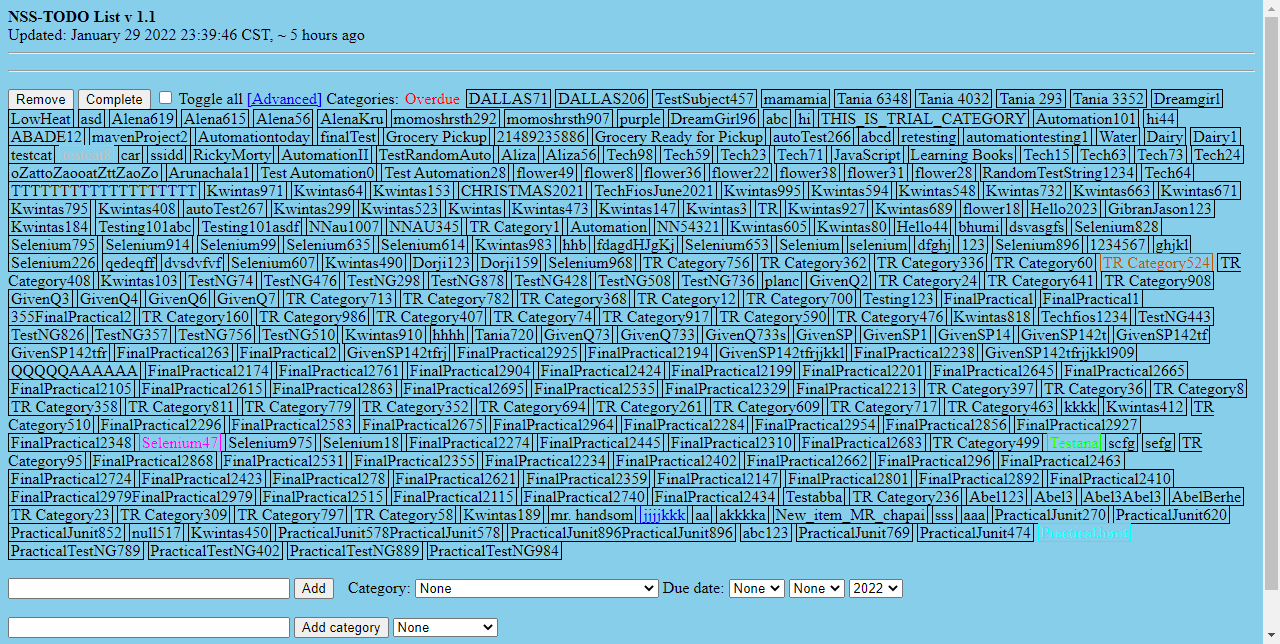 NSS-TODO List v 1.1
Updated: January 29 2022 23:39:46 CST, ~ 5 hours ago
Remove Complete Toggle all [Advanced] Categories: Overdue DALLAS71 DALLAS206 TestSubject457 mamamia Tania 6348 Tania 4032 Tania 293 Tania 3352 Dreamgirl
LowHeat asd Alena619 Alena615 Alena56 AlenaKru momoshrsth292 momoshrsth907 purple DreamGirl96 abc hi THIS_IS_TRIAL_CATEGORY Automation101 hi44
ABADE12 mavenProject2 Automationtoday finalTest Grocery Pickup 21489235886 Grocery Ready for Pickup autoTest266 abcd retesting automationtesting1 Water Dairy Dairy1
testcat car ssidd RickyMorty AutomationII TestRandomAuto Aliza Aliza56 Tech98 Tech59 Tech23 Tech71 JavaScript Learning Books Tech15 Tech63 Tech73 Tech24
oZattoZaooatZttZaoZo Arunachala1 Test Automation0 Test Automation28 flower49 flower8 flower36 flower22 flower38 flower31 flower28 RandomTestString1234 Tech64
TTTTTTTTTTTTTTTTTTT Kwintas971 Kwintas64 Kwintas153 CHRISTMAS2021 TechFiosJune2021 Kwintas995 Kwintas594 Kwintas548 Kwintas732 Kwintas663 Kwintas671
Kwintas795 Kwintas408 autoTest267 Kwintas299 Kwintas523 Kwintas Kwintas473 Kwintas147 Kwintas3 TR Kwintas927 Kwintas689 flower18 Hello2023 GibranJason123
Kwintas184 Testing101abc Testing101asdf NNau1007 NNAU345 TR Category1 Automation NN54321 Kwintas605 Kwintas80 Hello44 bhumi dsvasgfs Selenium828
Selenium795 Selenium914 Selenium99 Selenium635 Selenium614 Kwintas983 hhb fdagdHJgKj Selenium653 Selenium selenium dfghj 123 Selenium896 1234567 ghjkl
Selenium226 qedeqff dvsdvfvf Selenium607 Kwintas490 Dorji123 Dorji159 Selenium968 TR Category756 TR Category362 TR Category336 TR Category60 TR Category524 TR
Category408 Kwintas103 TestNG74 TestNG476 TestNG298 TestNG878 TestNG428 TestNG508 TestNG736 planc GivenQ2 TR Category24 TR Category641 TR Category908
GivenQ3 GivenQ4 GivenQ6 GivenQ7 TR Category713 TR Category782 TR Category368 TR Category12 TR Category700 Testing123 FinalPractical FinalPractical1
355FinalPractical2 TR Category160 TR Category986 TR Category407 TR Category74 TR Category917 TR Category590 TR Category476 Kwintas818 Techfios1234 TestNG443
TestNG826 TestNG357 TestNG756 TestNG510 Kwintas910 hhhh Tania720 GivenQ73 GivenQ733 GivenQ733s GivenSP GivenSP1 GivenSP14 GivenSP142t GivenSP142tf
GivenSP142tfr FinalPractical263 FinalPractical2 GivenSP142tfrj FinalPractical2925 FinalPractical2194 GivenSP142tfrjjkkl FinalPractical2238 GivenSP142tfrjjkkl909
QQQQQAAAAAA FinalPractical2174 FinalPractical2761 FinalPractical2904 FinalPractical2424 FinalPractical2199 FinalPractical2201 FinalPractical2645 FinalPractical2665
FinalPractical2105 FinalPractical2615 FinalPractical2863 FinalPractical2695 FinalPractical2535 FinalPractical2329 FinalPractical2213 TR Category397 TR Category36 TR Category8
TR Category358 TR Category811 TR Category779 TR Category352 TR Category694 TR Category261 TR Category609 TR Category717 TR Category463 kkkk Kwintas412 TR
Category510 FinalPractical2296 FinalPractical2583 FinalPractical2675 FinalPractical2964 FinalPractical2284 FinalPractical2954 FinalPractical2856 FinalPractical2927
FinalPractical2348 Selenium47 Selenium975 Selenium18 FinalPractical2274 FinalPractical2445 FinalPractical2310 FinalPractical2683 TR Category499 Testana scfg sefg TR
Category95 FinalPractical2868 FinalPractical2531 FinalPractical2355 FinalPractical2234 FinalPractical2402 FinalPractical2662 FinalPractical296 FinalPractical2463
FinalPractical2724 FinalPractical2423 FinalPractical278 FinalPractical2621 FinalPractical2359 FinalPractical2147 FinalPractical2801 FinalPractical2892 FinalPractical2410
FinalPractical2979FinalPractical2979 FinalPractical2515 FinalPractical2115 FinalPractical2740 FinalPractical2434 Testabba TR Category236 Abel123 Abel3 Abel3Abel3 AbelBerhe
TR Category23 TR Category309 TR Category797 TR Category58 Kwintas189 mr. handsom jjjjkkk aa akkkka New_item_MR_chapai sss aaa PracticalJunit270 PracticalJunit620
PracticalJunit852 null517 Kwintas450 PracticalJunit578PracticalJunit578 PracticalJunit896PracticalJunit896 abc123 PracticalJunit769 PracticalJunit474 PracticalJunit
PracticalTestNG789 PracticalTestNG402 PracticalTestNG889 PracticalTestNG984
Add Category: None Due date: None None 2022
Add category None